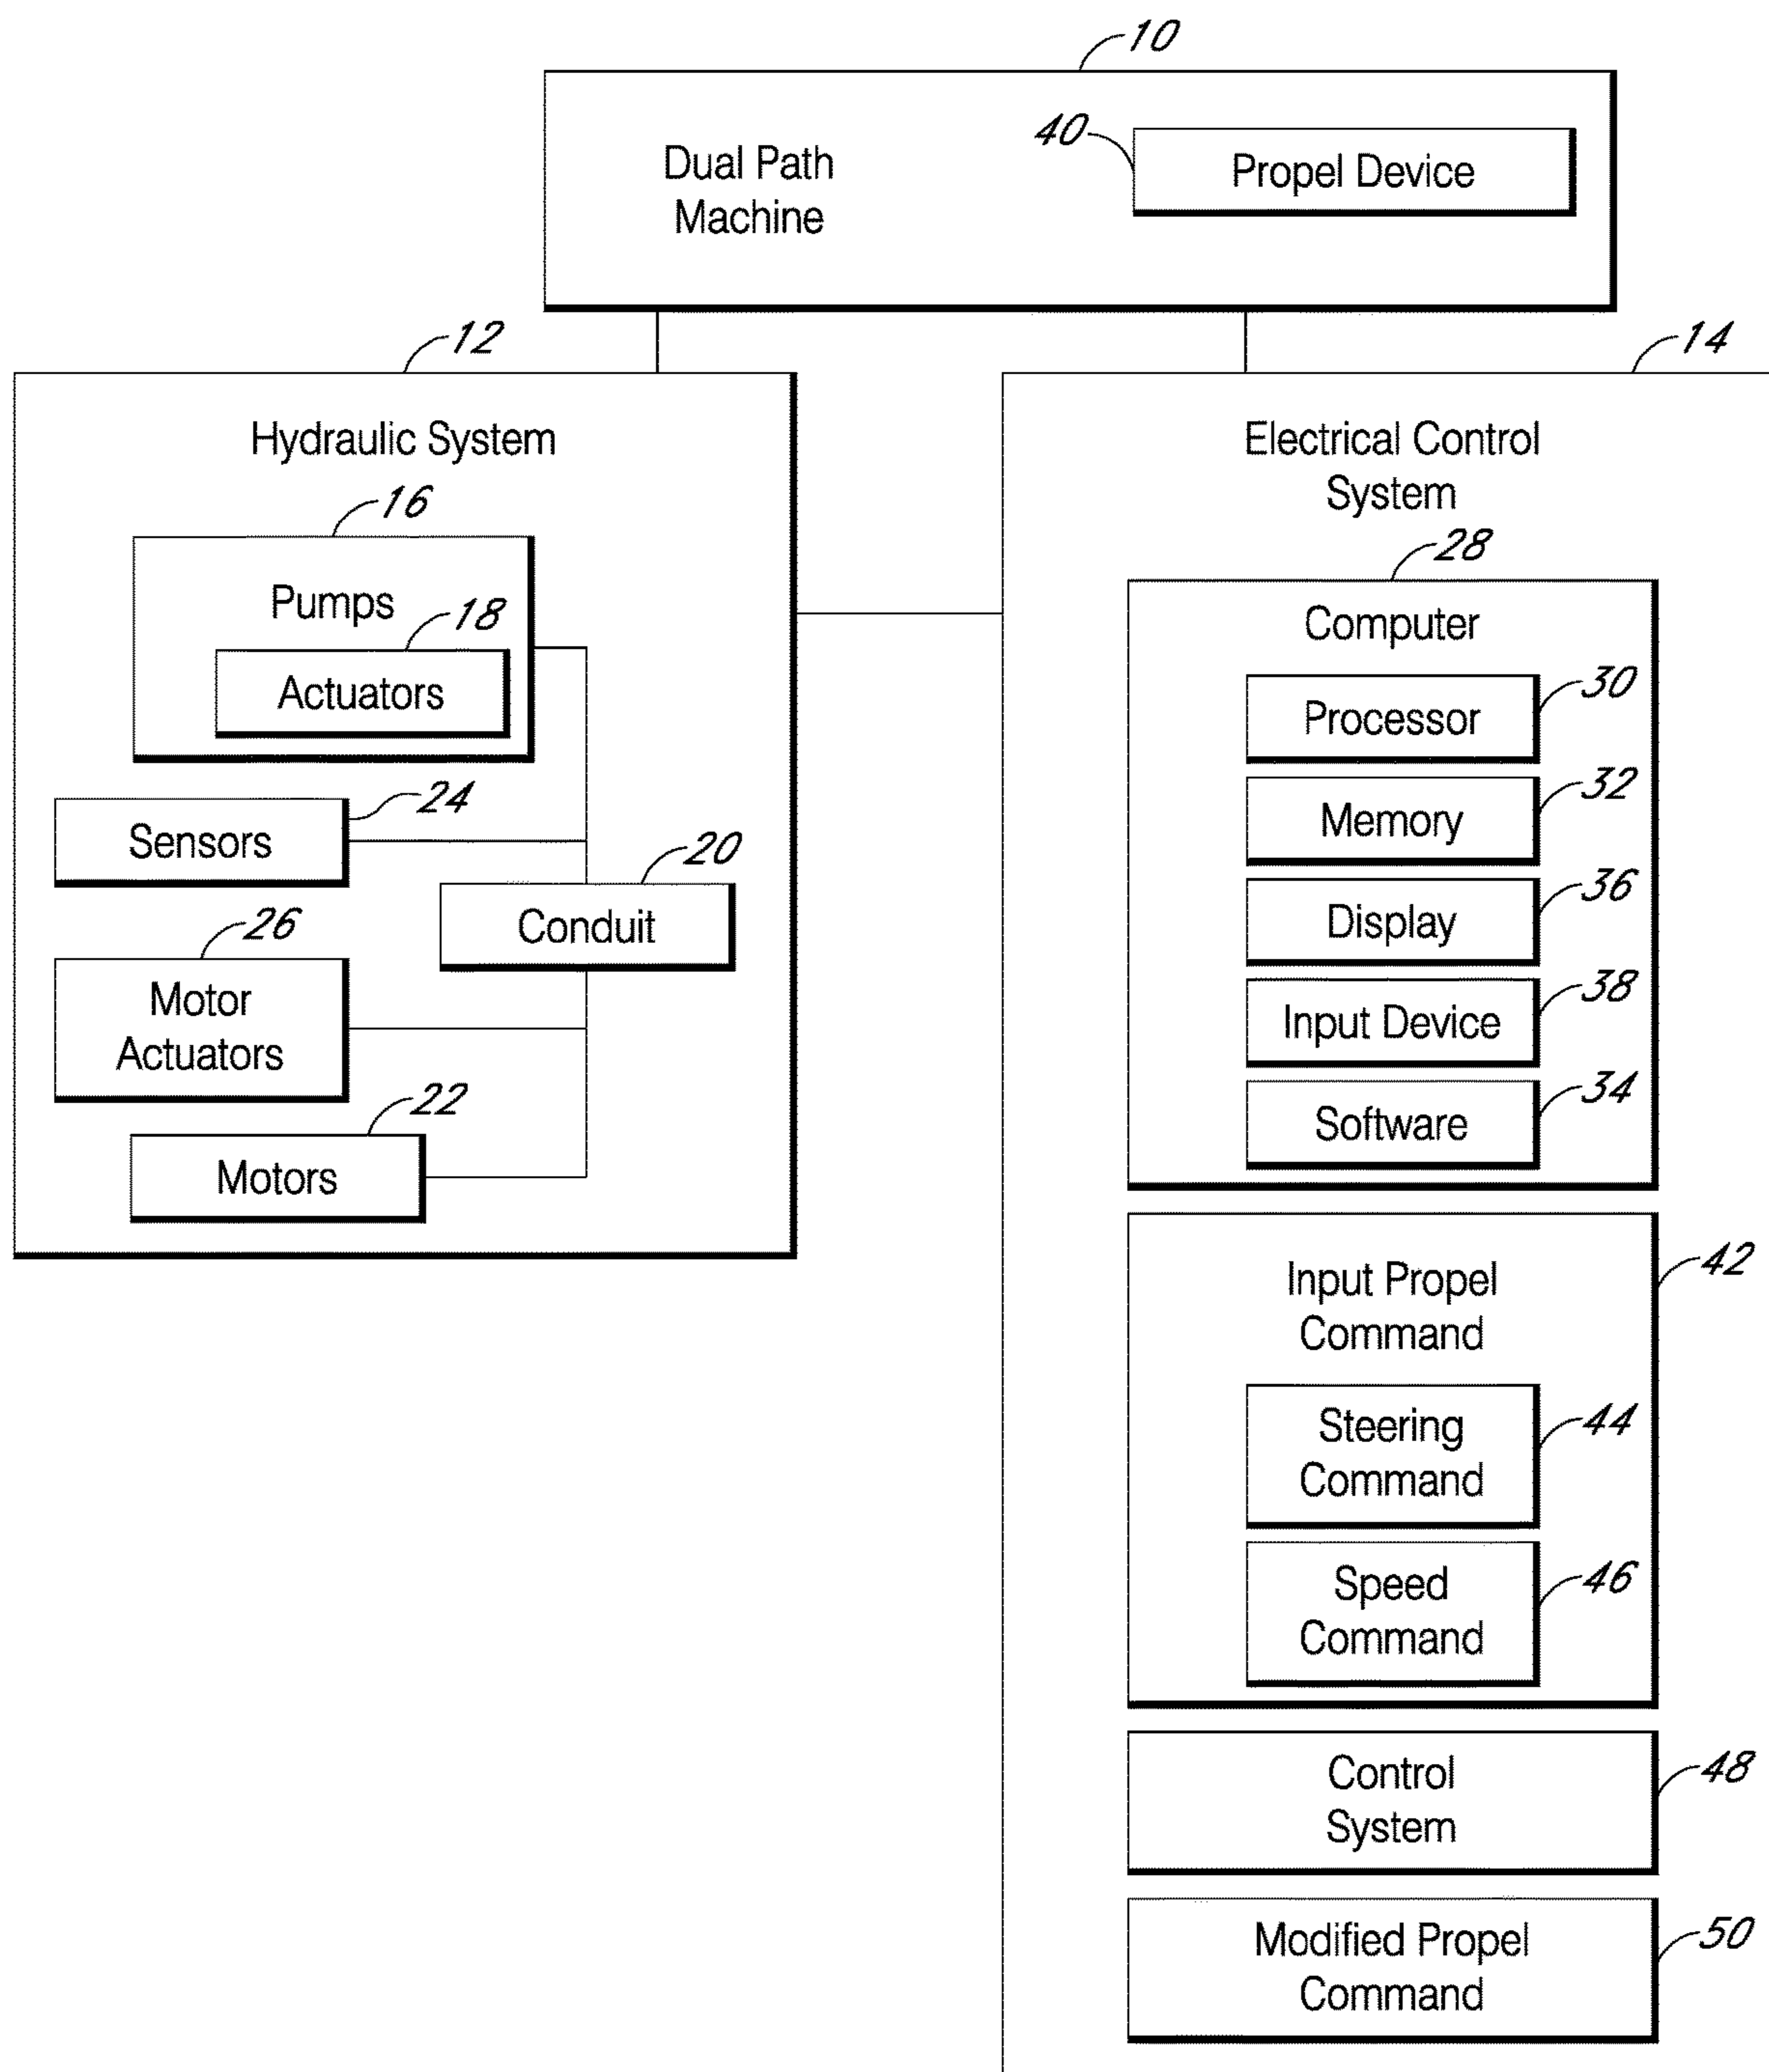 10
Dual Path
Machine
40
Propel Device
12
Hydraulic System
16
Pumps
18
Actuators
24
Sensors
20
Conduit
26
Motor
Actuators
22
Motors
14
Electrical Control
System
28
Computer
Processor
30
Memory
32
Display
36
Input Device
38
Software
34
Input Propel
Command
42
Steering
Command
44
Speed
Command
46
Control
System
48
Modified Propel
Command
50